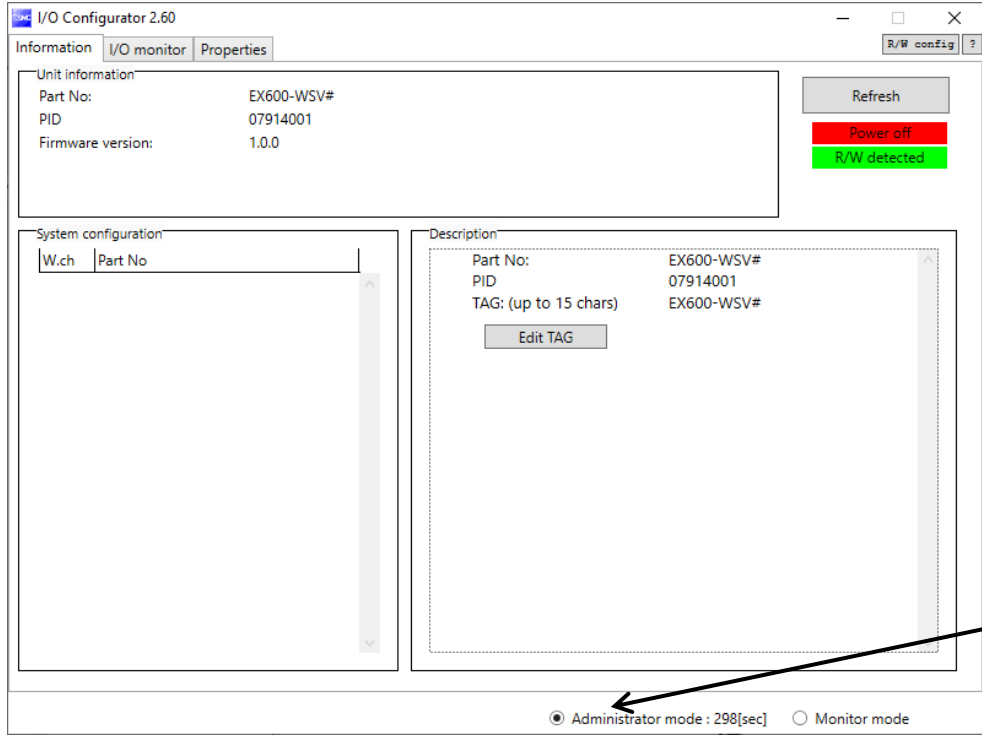 I/O Configurator 2.60
Information I/O monitor Properties R/W config ?
Unit information
Part No: EX600-WSV#
PID 07914001
Firmware version: 1.0.0
Refresh
Power off
R/W detected
System configuration
W.ch Part No
Description
Part No: EX600-WSV#
PID 07914001
TAG: (up to 15 chars) EX600-WSV#
Edit TAG
Administrator mode : 298[sec] Monitor mode